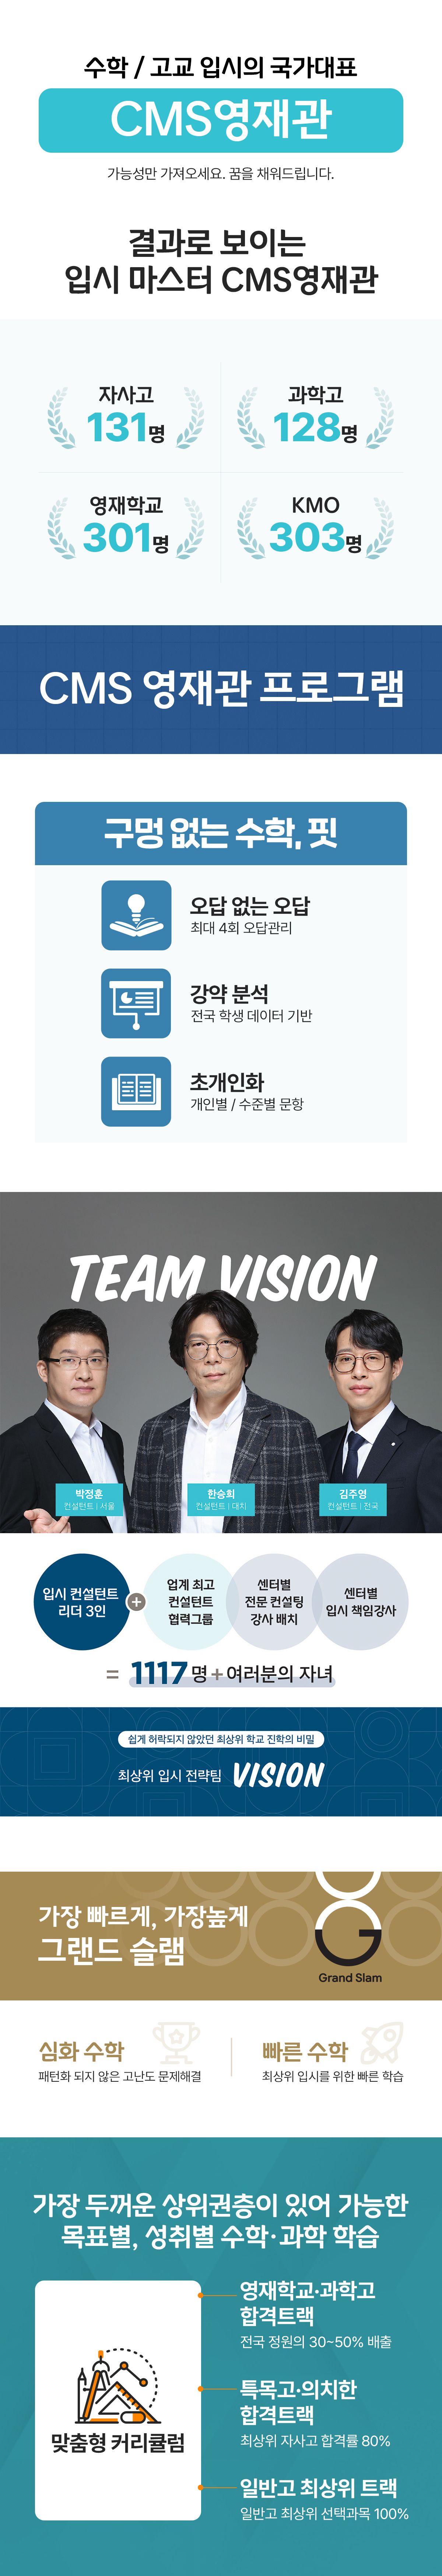 수학 / 고교 입시의 국가대표
CMS영재관
가능성만 가져오세요. 꿈을 채워드립니다.
결과로 보이는
입시 마스터 CMS영재관
자사고
131명
과학고
128명
영재학교
301명
KMO
303명
CMS 영재관 프로그램
구멍 없는 수학, 핏
오답 없는 오답
최대 4회 오답관리
강약 분석
전국 학생 데이터 기반
초개인화
개인별 / 수준별 문항
TEAM VISION
박정훈
컨설턴트 | 서울
한승희
컨설턴트 | 대치
김주영
컨설턴트 | 전국
입시 컨설턴트
리더 3인
+
업계 최고
컨설턴트
협력그룹
센터별
전문 컨설팅
강사 배치
센터별
입시 책임강사
= 1117명 + 여러분의 자녀
쉽게 허락되지 않았던 최상위 학교 진학의 비밀
최상위 입시 전략팀 VISION
가장 빠르게, 가장높게
그랜드 슬램
Grand Slam
심화 수학
패턴화 되지 않은 고난도 문제해결
빠른 수학
최상위 입시를 위한 빠른 학습
가장 두꺼운 상위권층이 있어 가능한
목표별, 성취별 수학·과학 학습
맞춤형 커리큘럼
영재학교·과학고
합격트랙
전국 정원의 30~50% 배출
특목고·의치한
합격트랙
최상위 자사고 합격률 80%
일반고 최상위 트랙
일반고 최상위 선택과목 100%